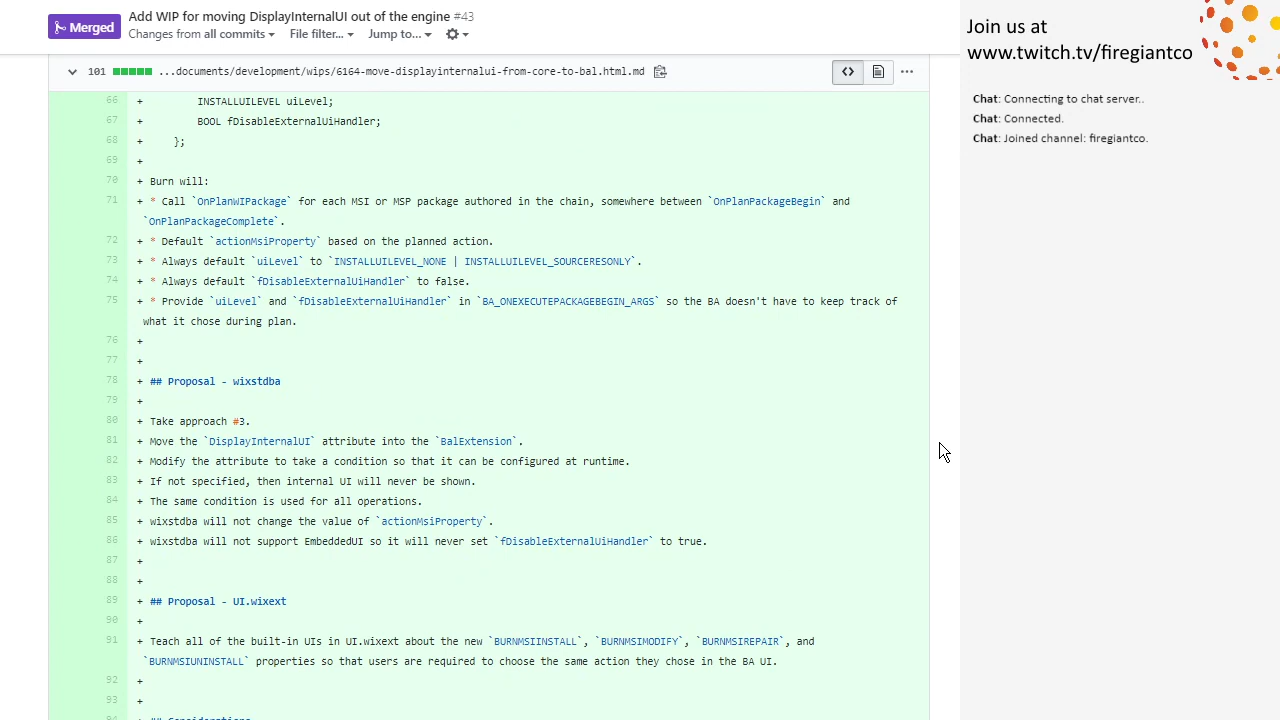 Merged
Add WIP for moving DisplayInternalUI out of the engine #43
Changes from all commits File filter... Jump to...
101 ...documents/development/wips/6164-move-displayinternalui-from-core-to-bal.html.md
66 + INSTALLUILEVEL uiLevel;
67 + BOOL fDisableExternalUiHandler;
68 + };
69 +
70 + Burn will:
71 + * Call `OnPlanWIPackage` for each MSI or MSP package authored in the chain, somewhere between `OnPlanPackageBegin` and
`OnPlanPackageComplete`.
72 + * Default `actionMsiProperty` based on the planned action.
73 + * Always default `uiLevel` to `INSTALLUILEVEL_NONE | INSTALLUILEVEL_SOURCERESONLY`.
74 + * Always default `fDisableExternalUiHandler` to false.
75 + * Provide `uiLevel` and `fDisableExternalUiHandler` in `BA_ONEXECUTEPACKAGEBEGIN_ARGS` so the BA doesn't have to keep track of
what it chose during plan.
76 +
77 +
78 + ## Proposal - wixstdba
79 +
80 + Take approach #3.
81 + Move the `DisplayInternalUI` attribute into the `BalExtension`.
82 + Modify the attribute to take a condition so that it can be configured at runtime.
83 + If not specified, then internal UI will never be shown.
84 + The same condition is used for all operations.
85 + wixstdba will not change the value of `actionMsiProperty`.
86 + wixstdba will not support EmbeddedUI so it will never set `fDisableExternalUiHandler` to true.
87 +
88 +
89 + ## Proposal - UI.wixext
90 +
91 + Teach all of the built-in UIs in UI.wixext about the new `BURNMSIINSTALL`, `BURNMSIMODIFY`, `BURNMSIREPAIR`, and
`BURNMSIUNINSTALL` properties so that users are required to choose the same action they chose in the BA UI.
92 +
93 +
94 + ## Considerations
Join us at
www.twitch.tv/firegiantco
Chat: Connecting to chat server..
Chat: Connected.
Chat: Joined channel: firegiantco.